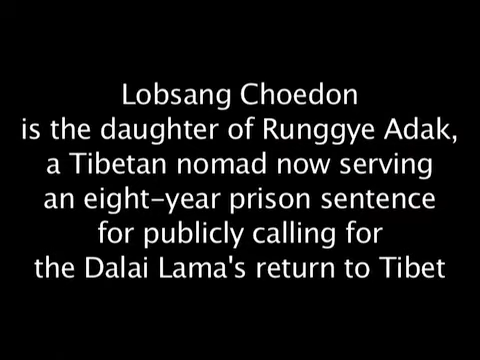 Lobsang Choedon
is the daughter of Runggye Adak,
a Tibetan nomad now serving
an eight-year prison sentence
for publicly calling for
the Dalai Lama's return to Tibet